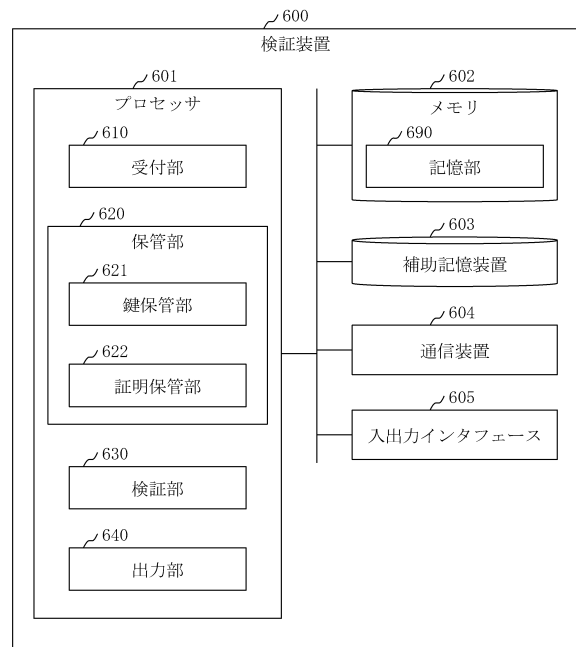 600
検証装置
601
プロセッサ
610
受付部
620
保管部
621
鍵保管部
622
証明保管部
630
検証部
640
出力部
602
メモリ
690
記憶部
603
補助記憶装置
604
通信装置
605
入出力インタフェース